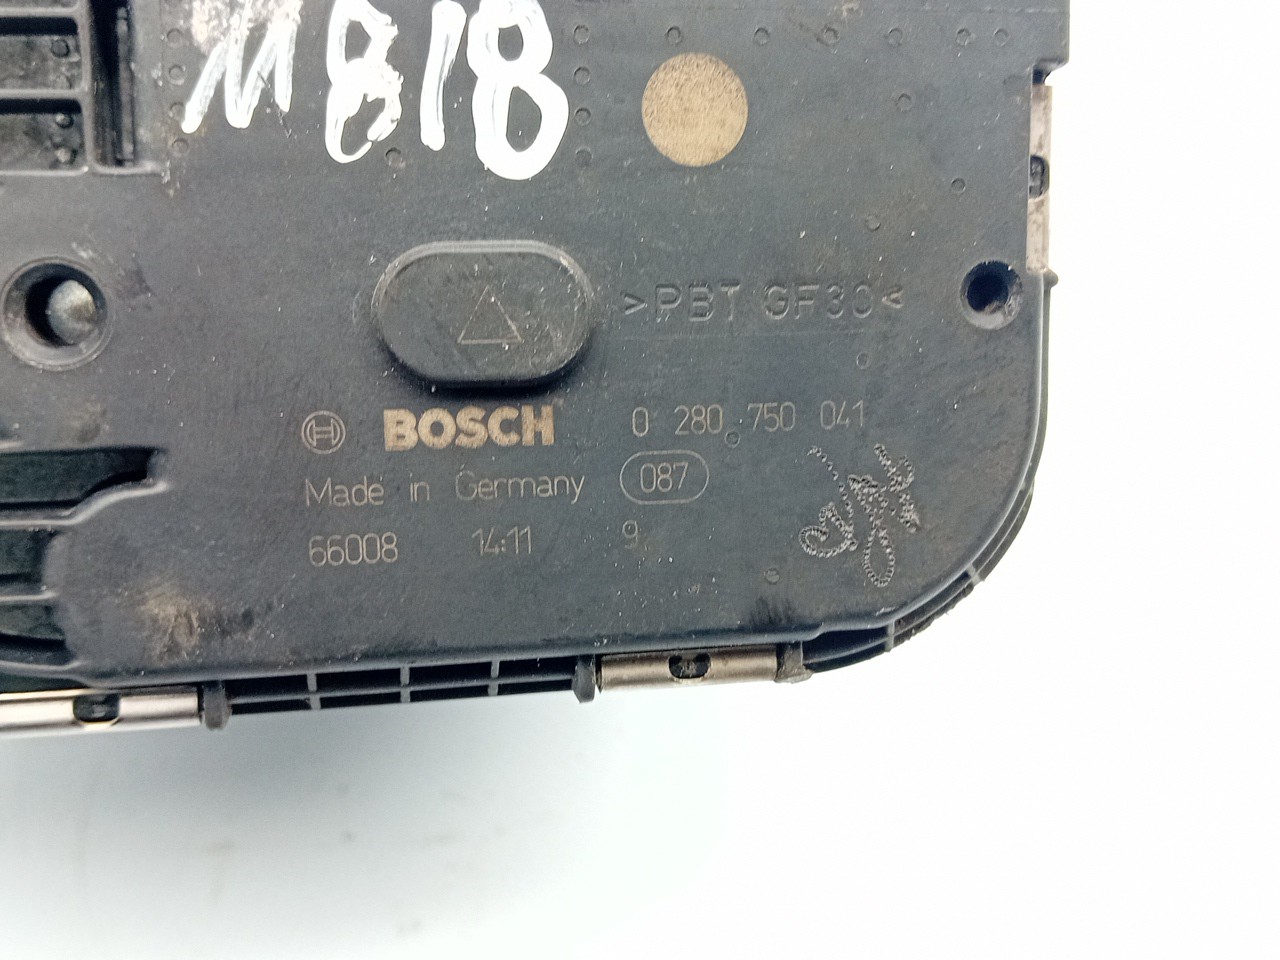 M818
>PBT GF30<
BOSCH 0 280 750 041
Made in Germany 087
66008 14:11 9